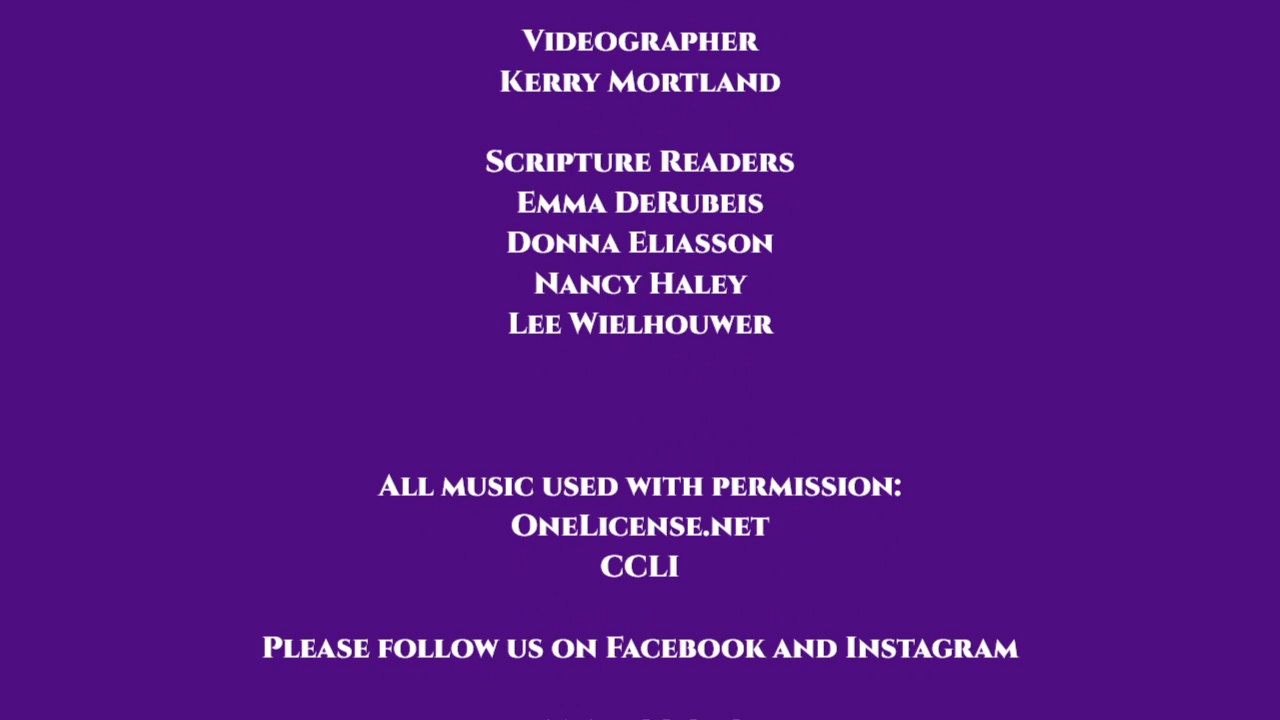 Videographer
Kerry Mortland
Scripture Readers
Emma DeRubeis
Donna Eliasson
Nancy Haley
Lee Wielhouwer
All music used with permission:
OneLicense.net
CCLI
Please follow us on Facebook and Instagram